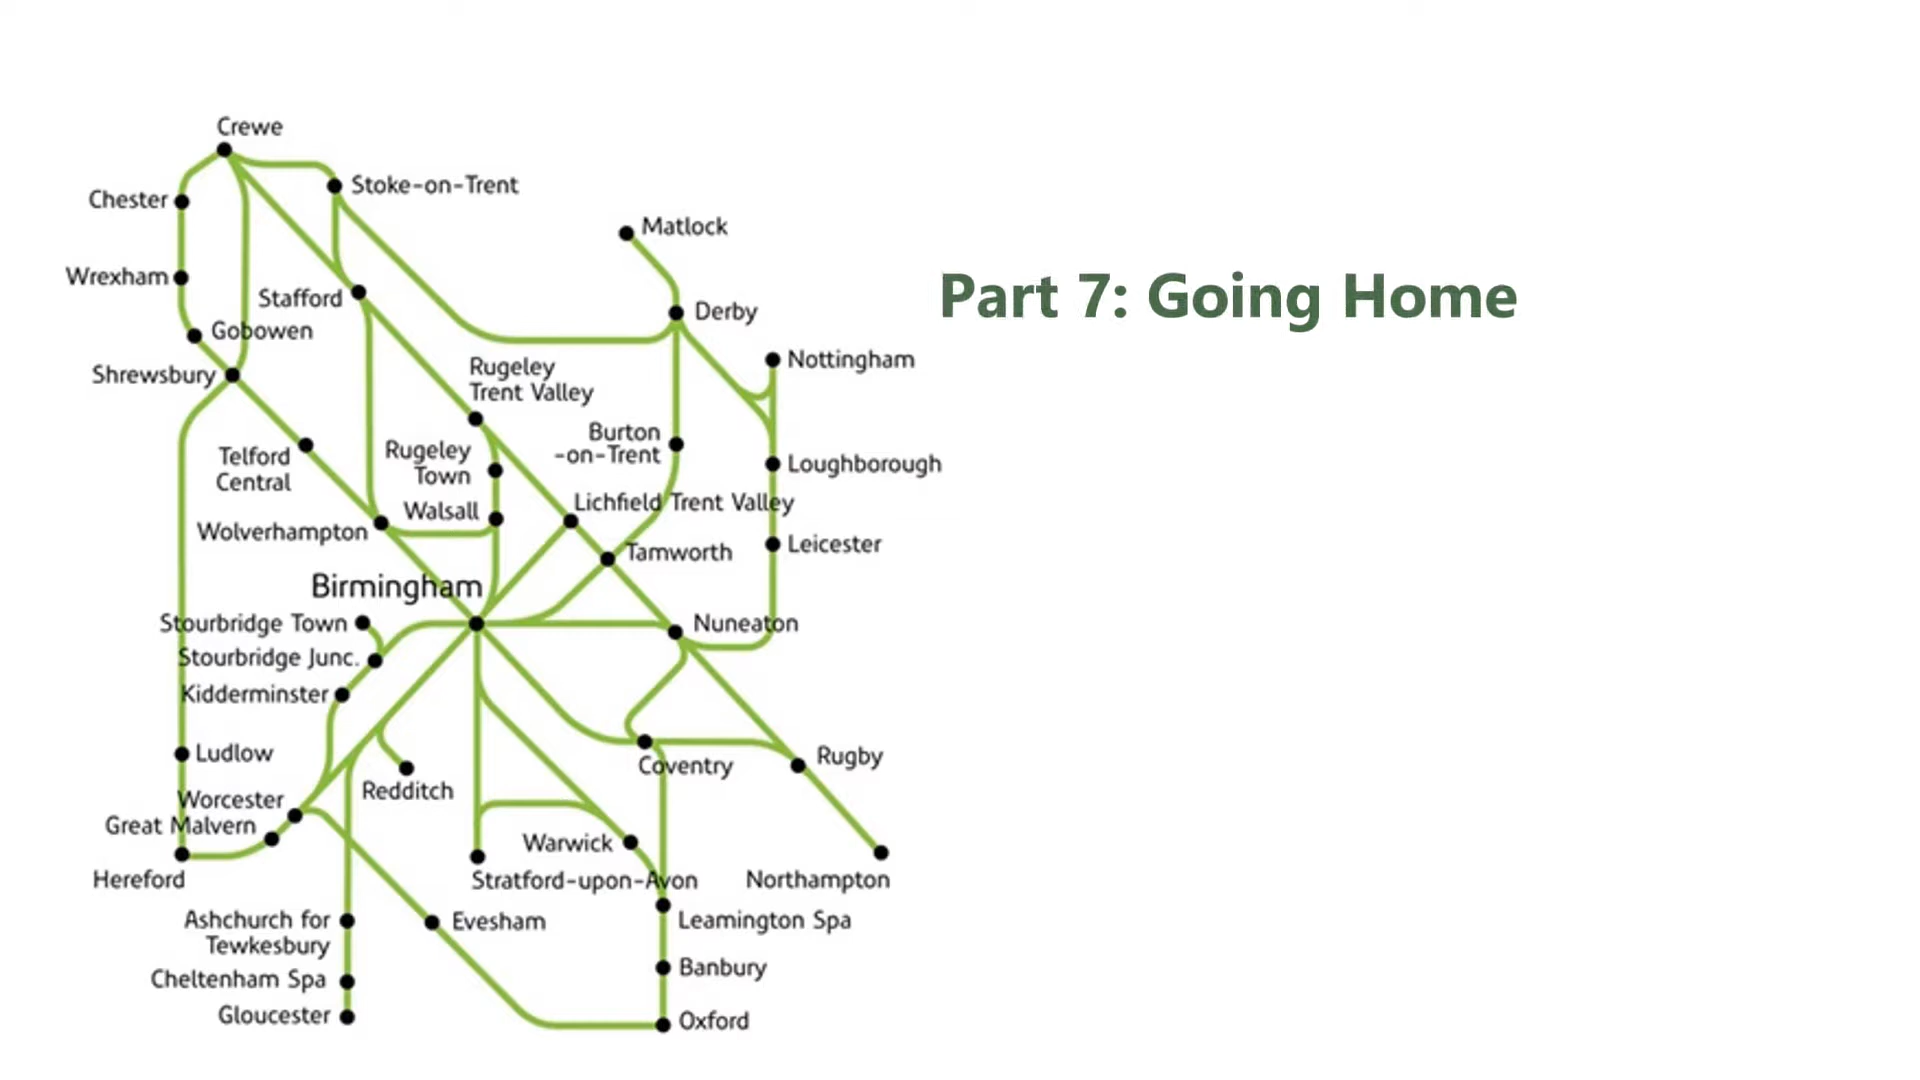 Crewe
Stoke-on-Trent
Chester
Matlock
Wrexham
Stafford
Derby
Part 7: Going Home
Gobowen
Nottingham
Shrewsbury
Rugeley
Trent Valley
Burton
-on-Trent
Telford
Central
Rugeley
Town
Loughborough
Walsall
Lichfield Trent Valley
Wolverhampton
Leicester
Tamworth
Birmingham
Stourbridge Town
Nuneaton
Stourbridge Junc.
Kidderminster
Ludlow
Coventry
Rugby
Redditch
Worcester
Great Malvern
Warwick
Hereford
Stratford-upon-Avon
Northampton
Ashchurch for
Tewkesbury
Evesham
Leamington Spa
Cheltenham Spa
Banbury
Gloucester
Oxford